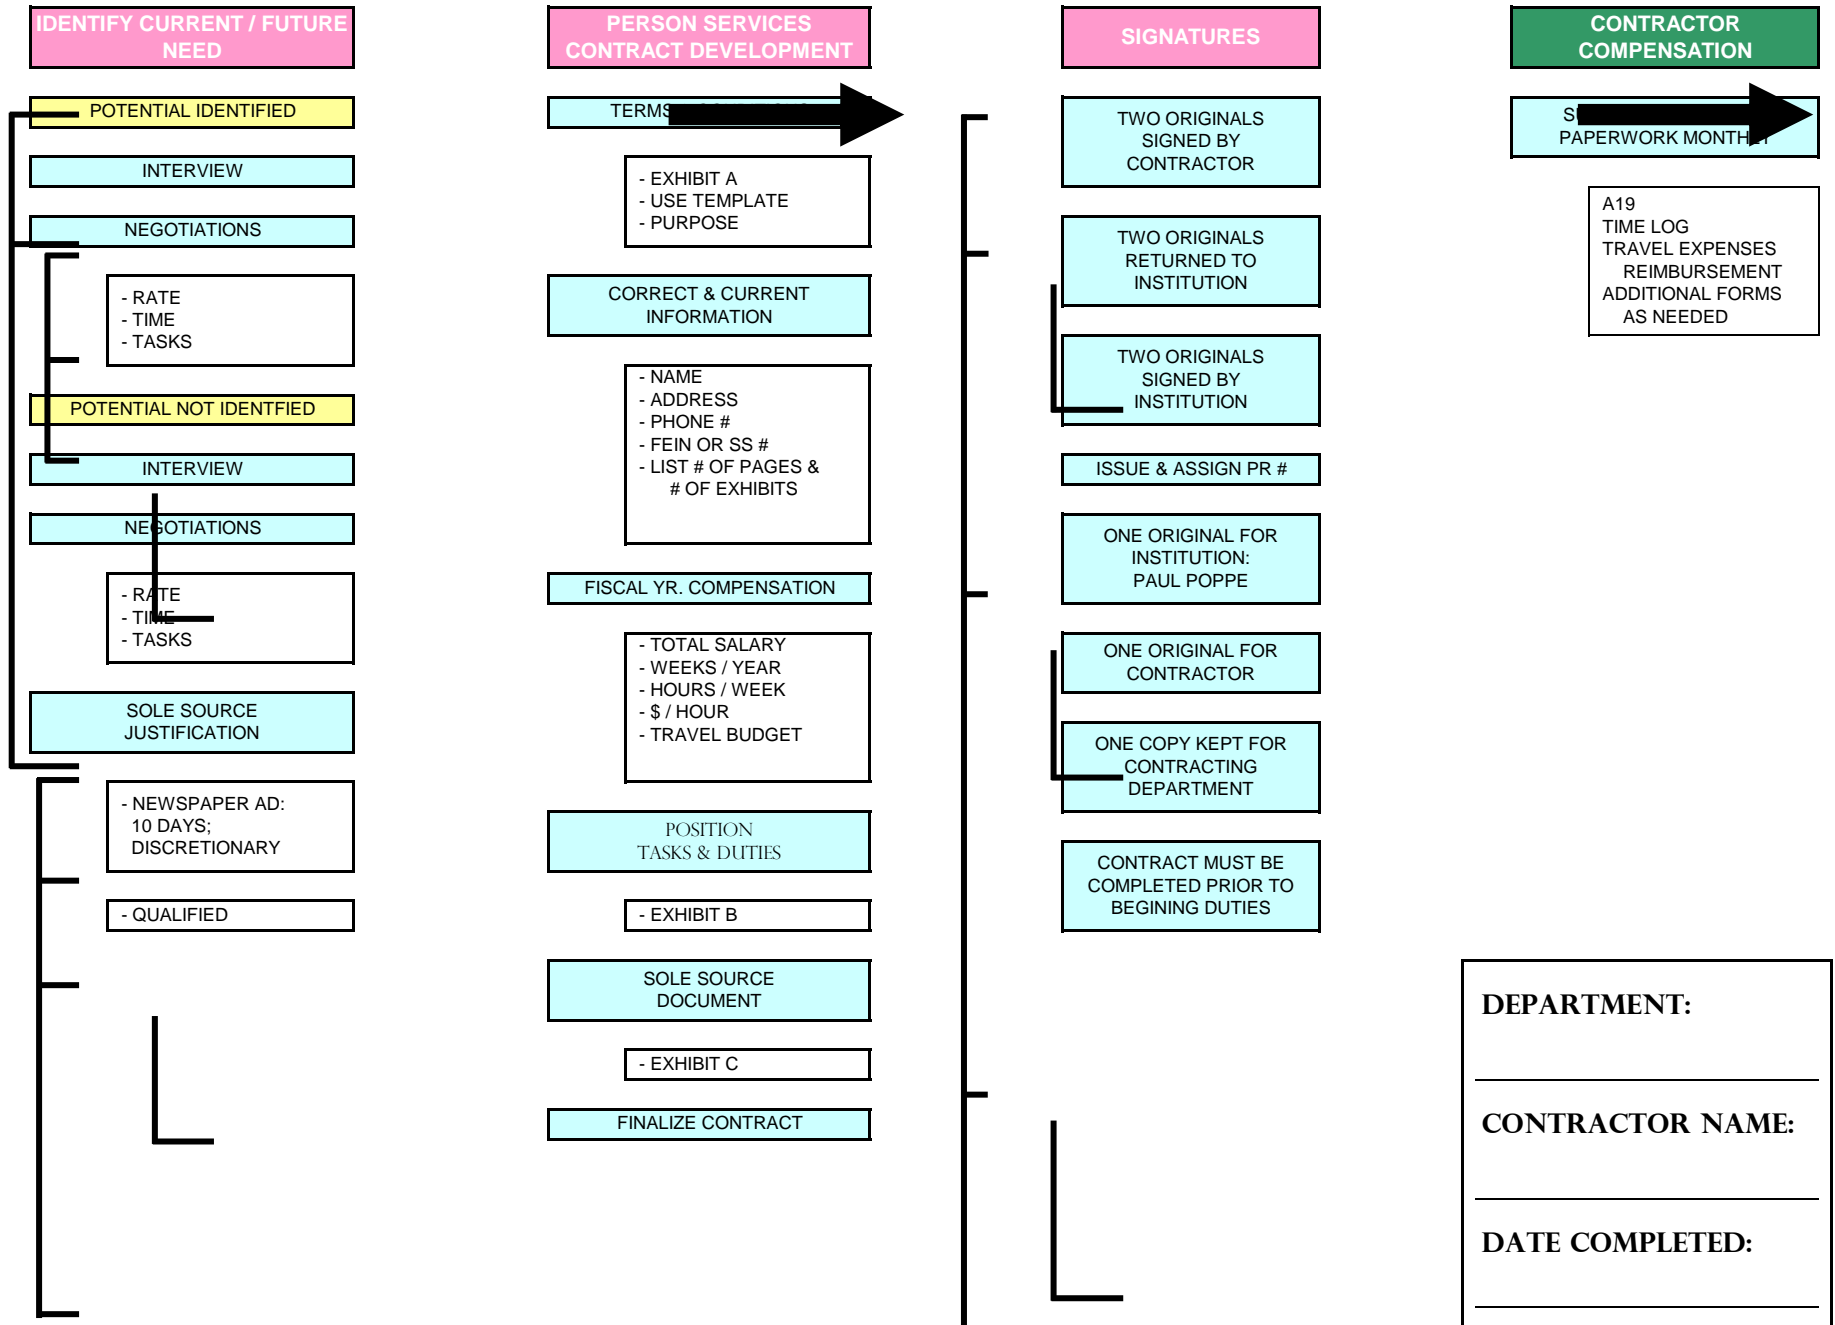 IDENTIFY CURRENT / FUTURE
NEED
POTENTIAL IDENTIFIED
INTERVIEW
NEGOTIATIONS
- RATE
- TIME
- TASKS
POTENTIAL NOT IDENTFIED
INTERVIEW
NEGOTIATIONS
- RATE
- TIME
- TASKS
SOLE SOURCE
JUSTIFICATION
- NEWSPAPER AD:
10 DAYS;
DISCRETIONARY
- QUALIFIED
PERSON SERVICES
CONTRACT DEVELOPMENT
TERMS
- EXHIBIT A
- USE TEMPLATE
- PURPOSE
CORRECT & CURRENT
INFORMATION
- NAME
- ADDRESS
- PHONE #
- FEIN OR SS #
- LIST # OF PAGES &
# OF EXHIBITS
FISCAL YR. COMPENSATION
- TOTAL SALARY
- WEEKS / YEAR
- HOURS / WEEK
- $ / HOUR
- TRAVEL BUDGET
POSITION
TASKS & DUTIES
- EXHIBIT B
SOLE SOURCE
DOCUMENT
- EXHIBIT C
FINALIZE CONTRACT
SIGNATURES
TWO ORIGINALS
SIGNED BY
CONTRACTOR
TWO ORIGINALS
RETURNED TO
INSTITUTION
TWO ORIGINALS
SIGNED BY
INSTITUTION
ISSUE & ASSIGN PR #
ONE ORIGINAL FOR
INSTITUTION:
PAUL POPPE
ONE ORIGINAL FOR
CONTRACTOR
ONE COPY KEPT FOR
CONTRACTING
DEPARTMENT
CONTRACT MUST BE
COMPLETED PRIOR TO
BEGINING DUTIES
CONTRACTOR
COMPENSATION
PAPERWORK MONTHLY
A19
TIME LOG
TRAVEL EXPENSES
REIMBURSEMENT
ADDITIONAL FORMS
AS NEEDED
DEPARTMENT:
CONTRACTOR NAME:
DATE COMPLETED: